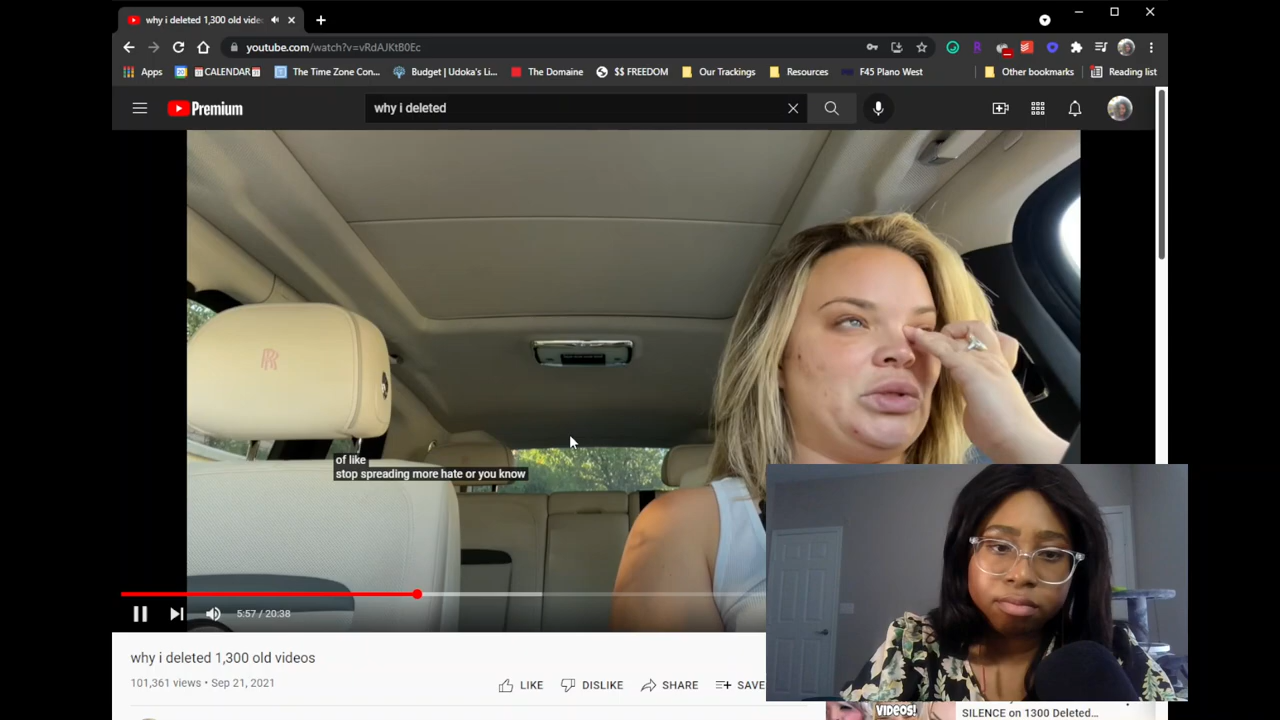 why i deleted 1,300 old vide
youtube.com/watch?v=vRdAJKtB0Ec
Apps CALENDAR The Time Zone Con... Budget | Udoka's Li... The Domaine $$ FREEDOM Our Trackings Resources F45 Plano West Other bookmarks Reading list
Premium
why i deleted
of like
stop spreading more hate or you know
5:57 / 20:38
why i deleted 1,300 old videos
101,361 views • Sep 21, 2021
LIKE DISLIKE SHARE SAVE
VIDEOS!
SILENCE on 1300 Deleted...